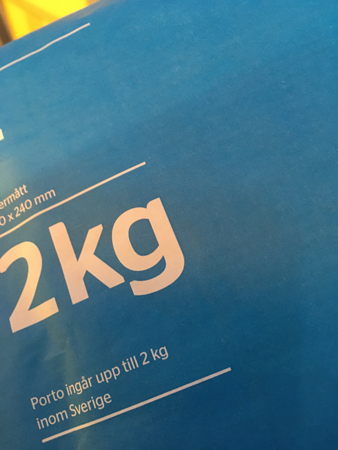 ermått
0 x 240 mm
2kg
Porto ingår upp till 2 kg
inom Sverige